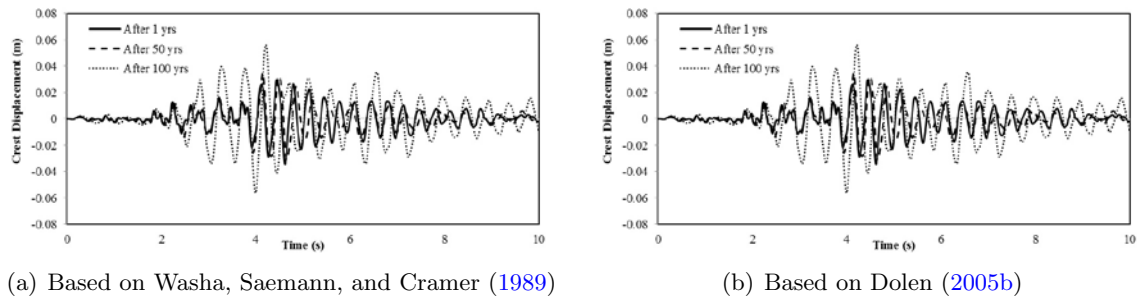 Crest Displacement (m)
0.08
0.06
0.04
0.02
0
-0.02
-0.04
-0.06
-0.08
After 1 yrs
After 50 yrs
After 100 yrs
0 2 4 6 8 10
Time (s)
(a) Based on Washa, Saemann, and Cramer (1989)
Crest Displacement (m)
0.08
0.06
0.04
0.02
0
-0.02
-0.04
-0.06
-0.08
After 1 yrs
After 50 yrs
After 100 yrs
0 2 4 6 8 10
Time (s)
(b) Based on Dolen (2005b)